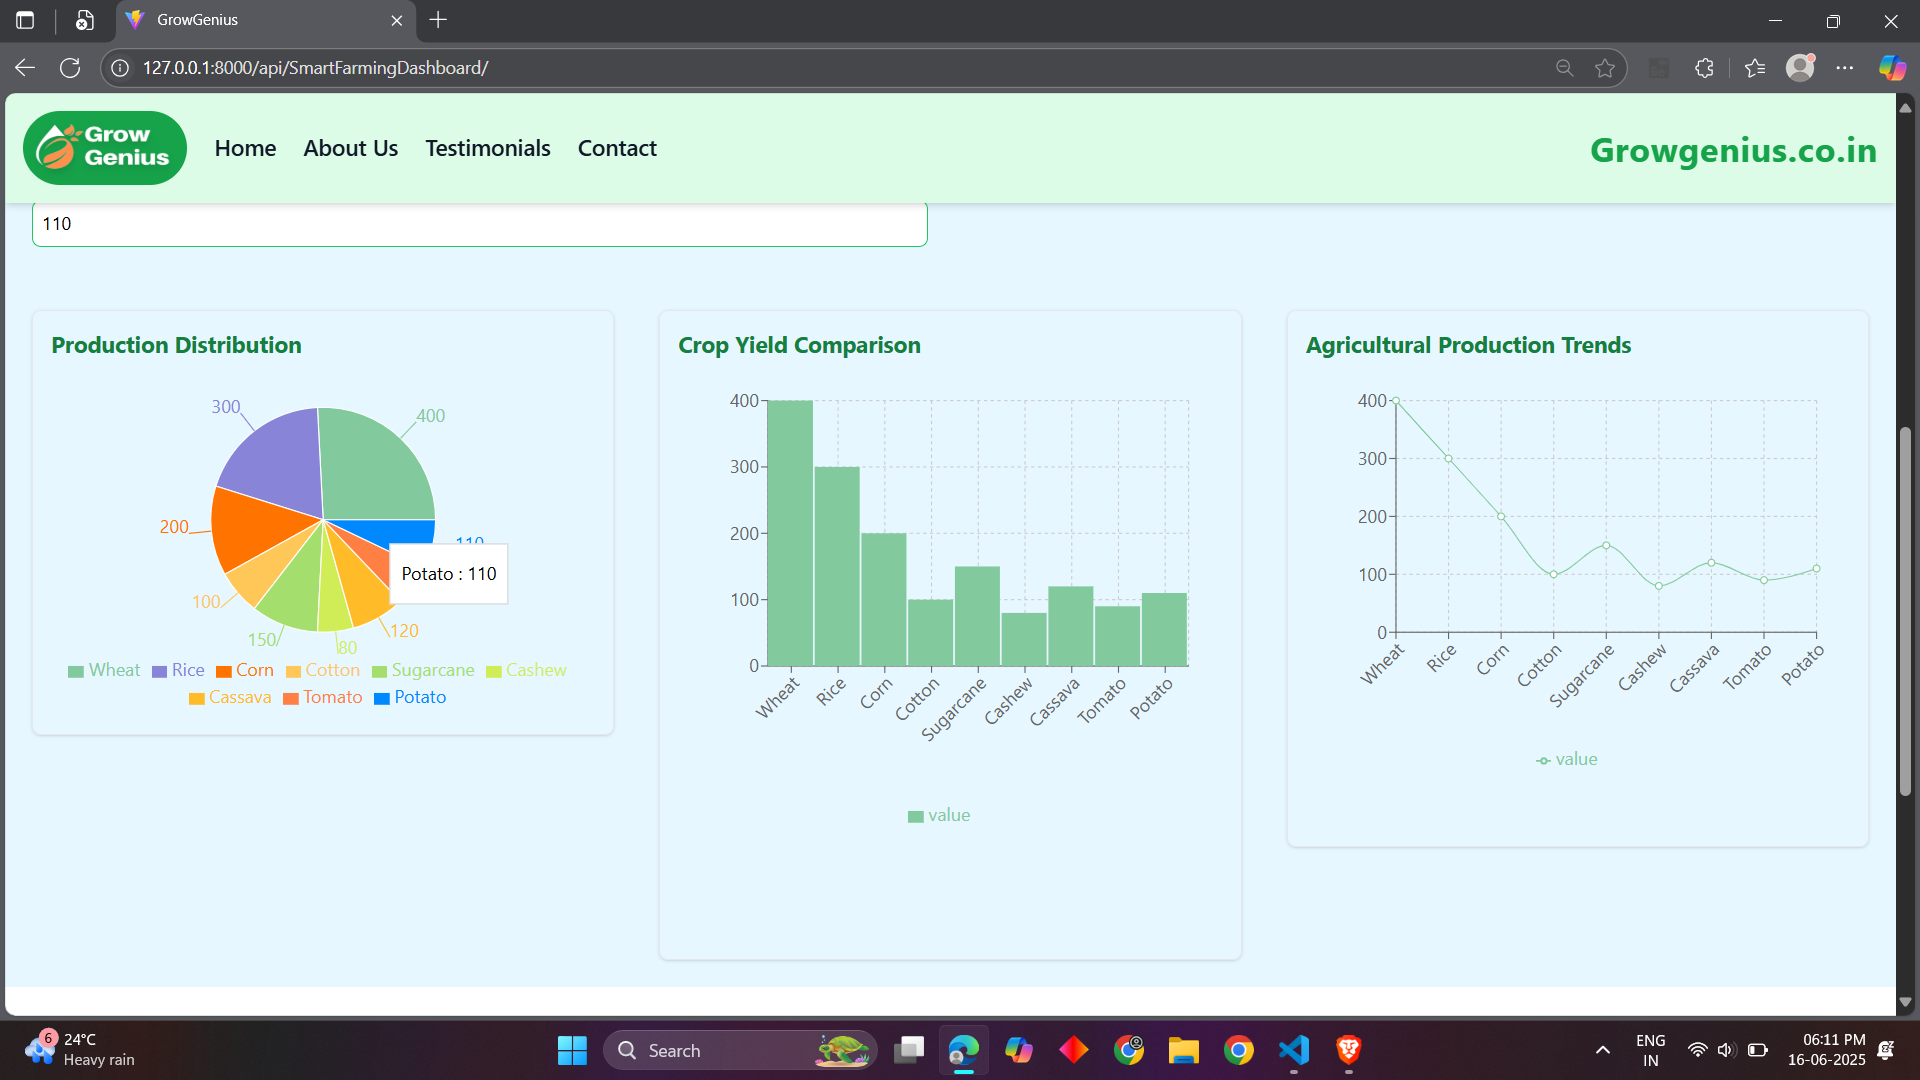 GrowGenius
127.0.0.1:8000/api/SmartFarmingDashboard/
Grow
Genius
Home
About Us
Testimonials
Contact
Growgenius.co.in
110
Production Distribution
300
400
200
110
Potato : 110
100
150
80
120
Wheat
Rice
Corn
Cotton
Sugarcane
Cashew
Cassava
Tomato
Potato
Crop Yield Comparison
400
300
200
100
0
Wheat
Rice
Corn
Cotton
Sugarcane
Cashew
Cassava
Tomato
Potato
value
Agricultural Production Trends
400
300
200
100
0
Wheat
Rice
Corn
Cotton
Sugarcane
Cashew
Cassava
Tomato
Potato
value
6
24°C
Heavy rain
Search
ENG
IN
06:11 PM
16-06-2025